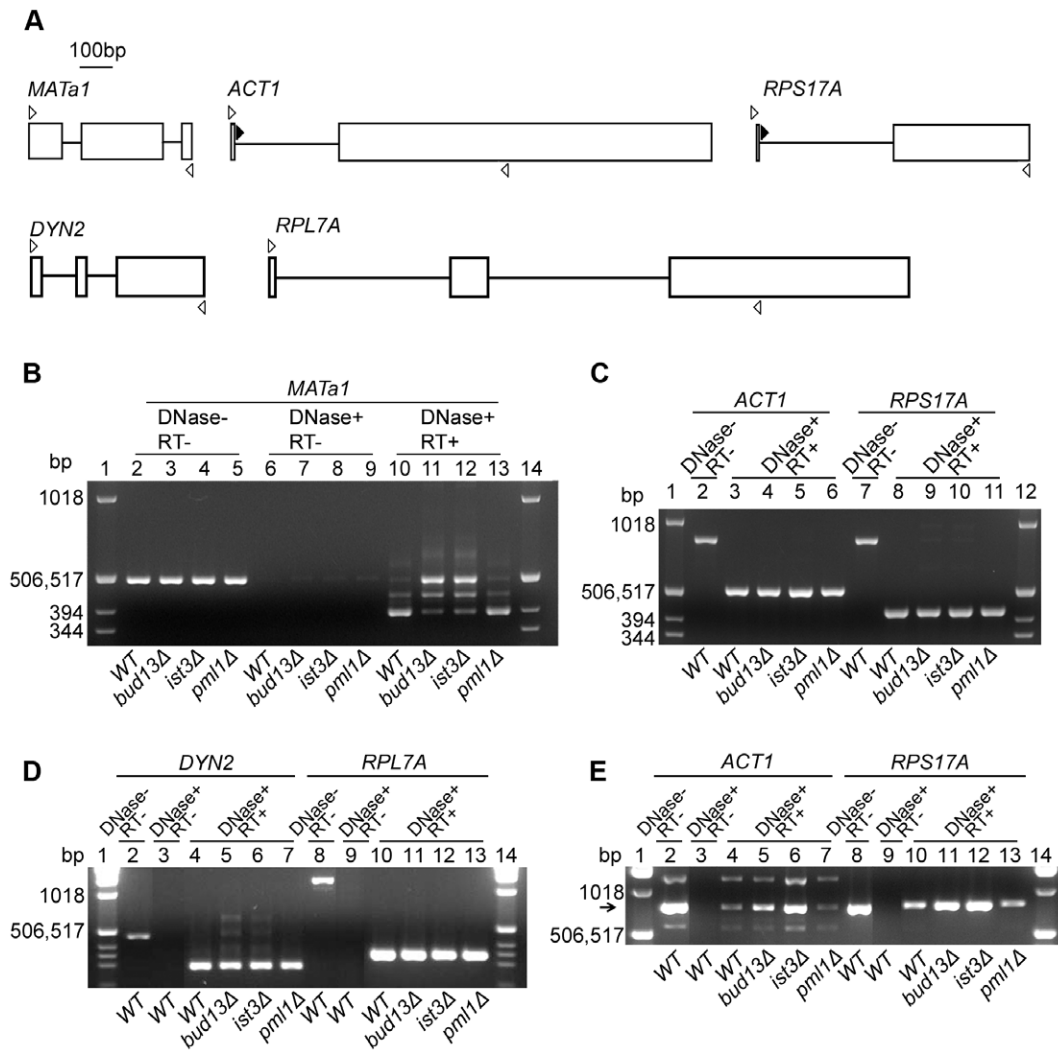 A
100bp
MATa1 ACT1 RPS17A
DYN2 RPL7A
B
MATa1
DNase- DNase+ DNase+
RT- RT- RT+
bp 1 2 3 4 5 6 7 8 9 10 11 12 13 14
1018
506,517
394
344
WT bud13Δ ist3Δ pml1Δ WT bud13Δ ist3Δ pml1Δ WT bud13Δ ist3Δ pml1Δ
C
ACT1 RPS17A
DNase- DNase+ DNase- DNase+
RT- RT+ RT- RT+
bp 1 2 3 4 5 6 7 8 9 10 11 12
1018
506,517
394
344
WT WT bud13Δ ist3Δ pml1Δ WT WT bud13Δ ist3Δ pml1Δ
D
DYN2 RPL7A
DNase- DNase+ DNase+ DNase- DNase+ DNase+
RT- RT- RT+ RT- RT- RT+
bp 1 2 3 4 5 6 7 8 9 10 11 12 13 14
1018
506,517
WT WT WT bud13Δ ist3Δ pml1Δ WT WT WT bud13Δ ist3Δ pml1Δ
E
ACT1 RPS17A
DNase- DNase+ DNase+ DNase- DNase+ DNase+
RT- RT- RT+ RT- RT- RT+
bp 1 2 3 4 5 6 7 8 9 10 11 12 13 14
1018
506,517
WT WT WT bud13Δ ist3Δ pml1Δ WT WT WT bud13Δ ist3Δ pml1Δ